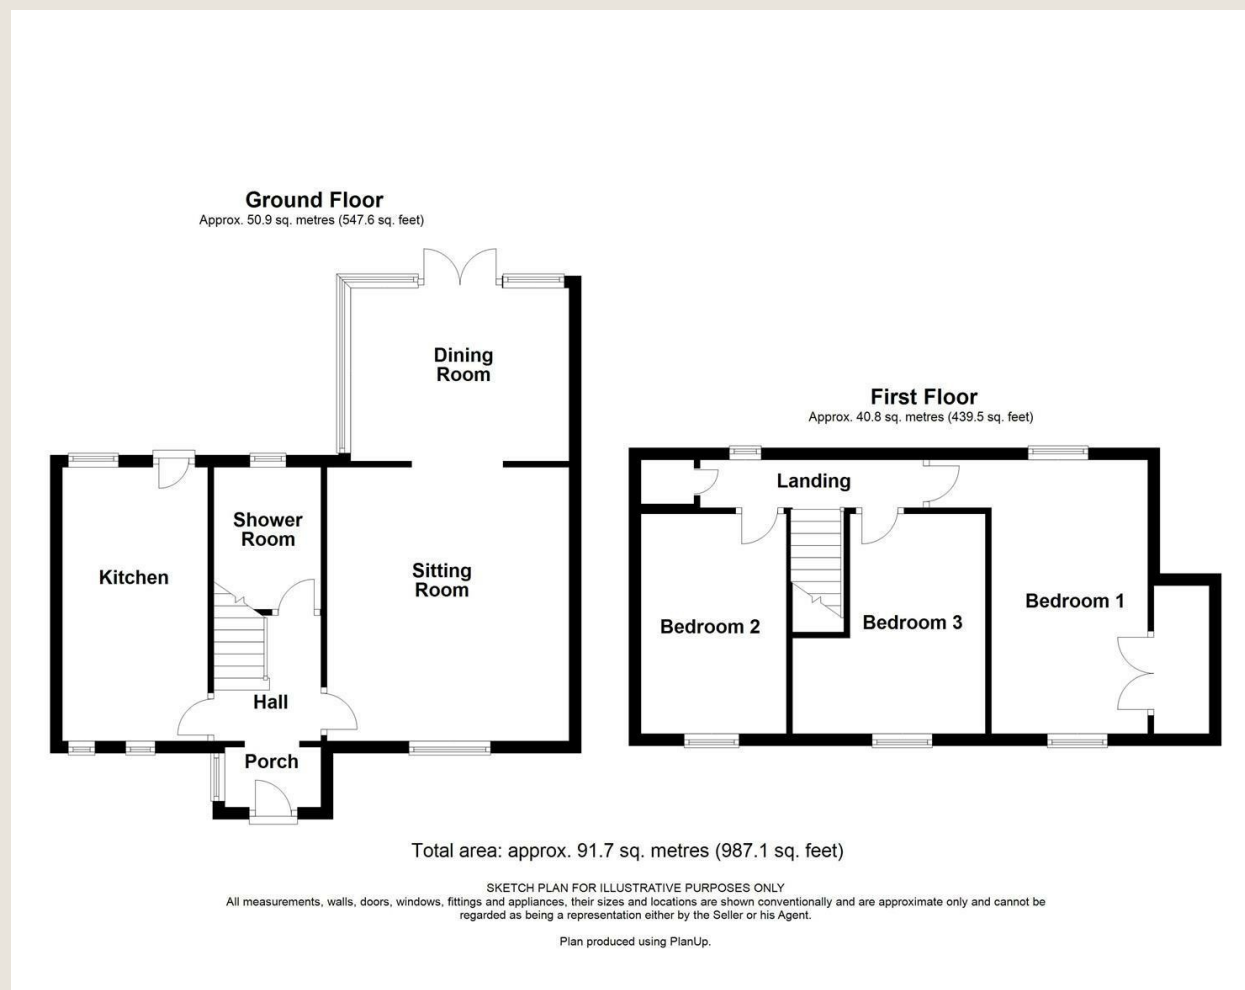 Ground Floor
Approx. 50.9 sq. metres (547.6 sq. feet)
Dining
Room
Kitchen
Shower
Room
Sitting
Room
Hall
Porch
First Floor
Approx. 40.8 sq. metres (439.5 sq. feet)
Landing
Bedroom 2
Bedroom 3
Bedroom 1
Total area: approx. 91.7 sq. metres (987.1 sq. feet)
SKETCH PLAN FOR ILLUSTRATIVE PURPOSES ONLY
All measurements, walls, doors, windows, fittings and appliances, their sizes and locations are shown conventionally and are approximate only and cannot be
regarded as being a representation either by the Seller or his Agent.
Plan produced using PlanUp.